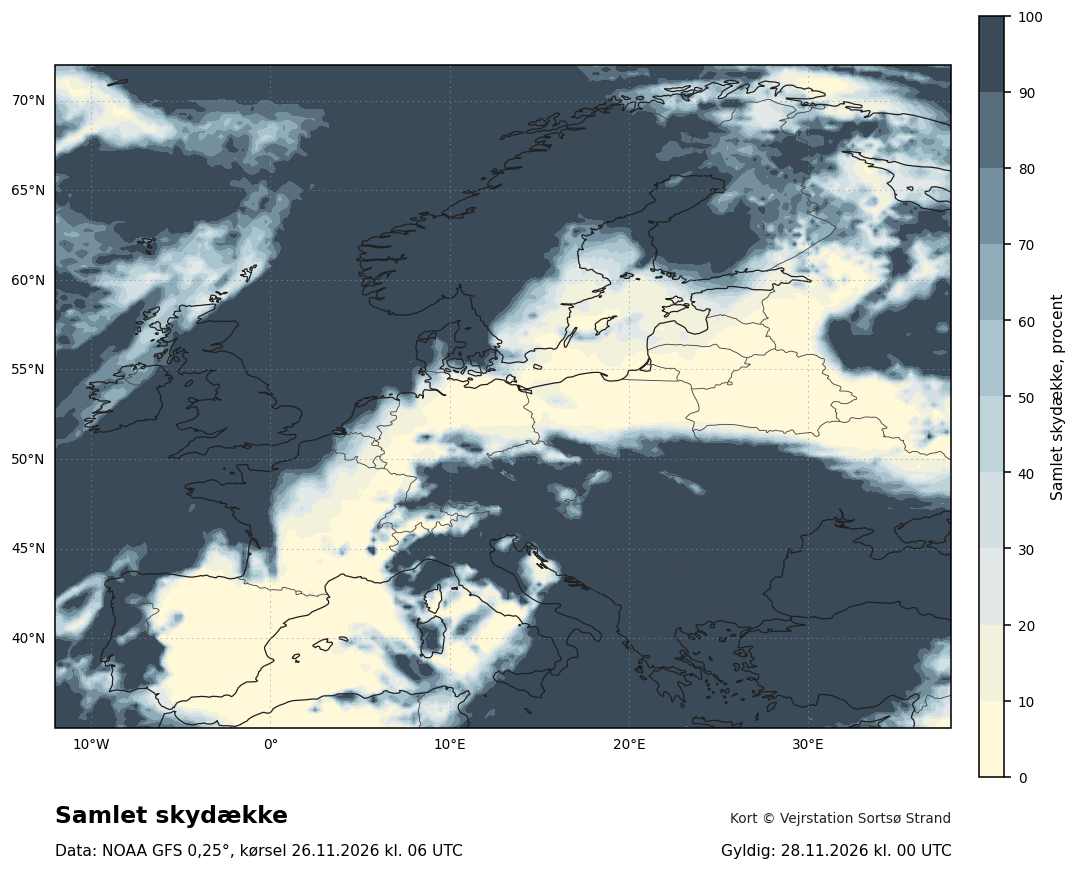 70°N
65°N
60°N
55°N
50°N
45°N
40°N
10°W
0°
10°E
20°E
30°E
100
90
80
70
60
50
40
30
20
10
0
Samlet skydække, procent
Samlet skydække
Kort © Vejrstation Sortsø Strand
Data: NOAA GFS 0,25°, kørsel 26.11.2026 kl. 06 UTC
Gyldig: 28.11.2026 kl. 00 UTC